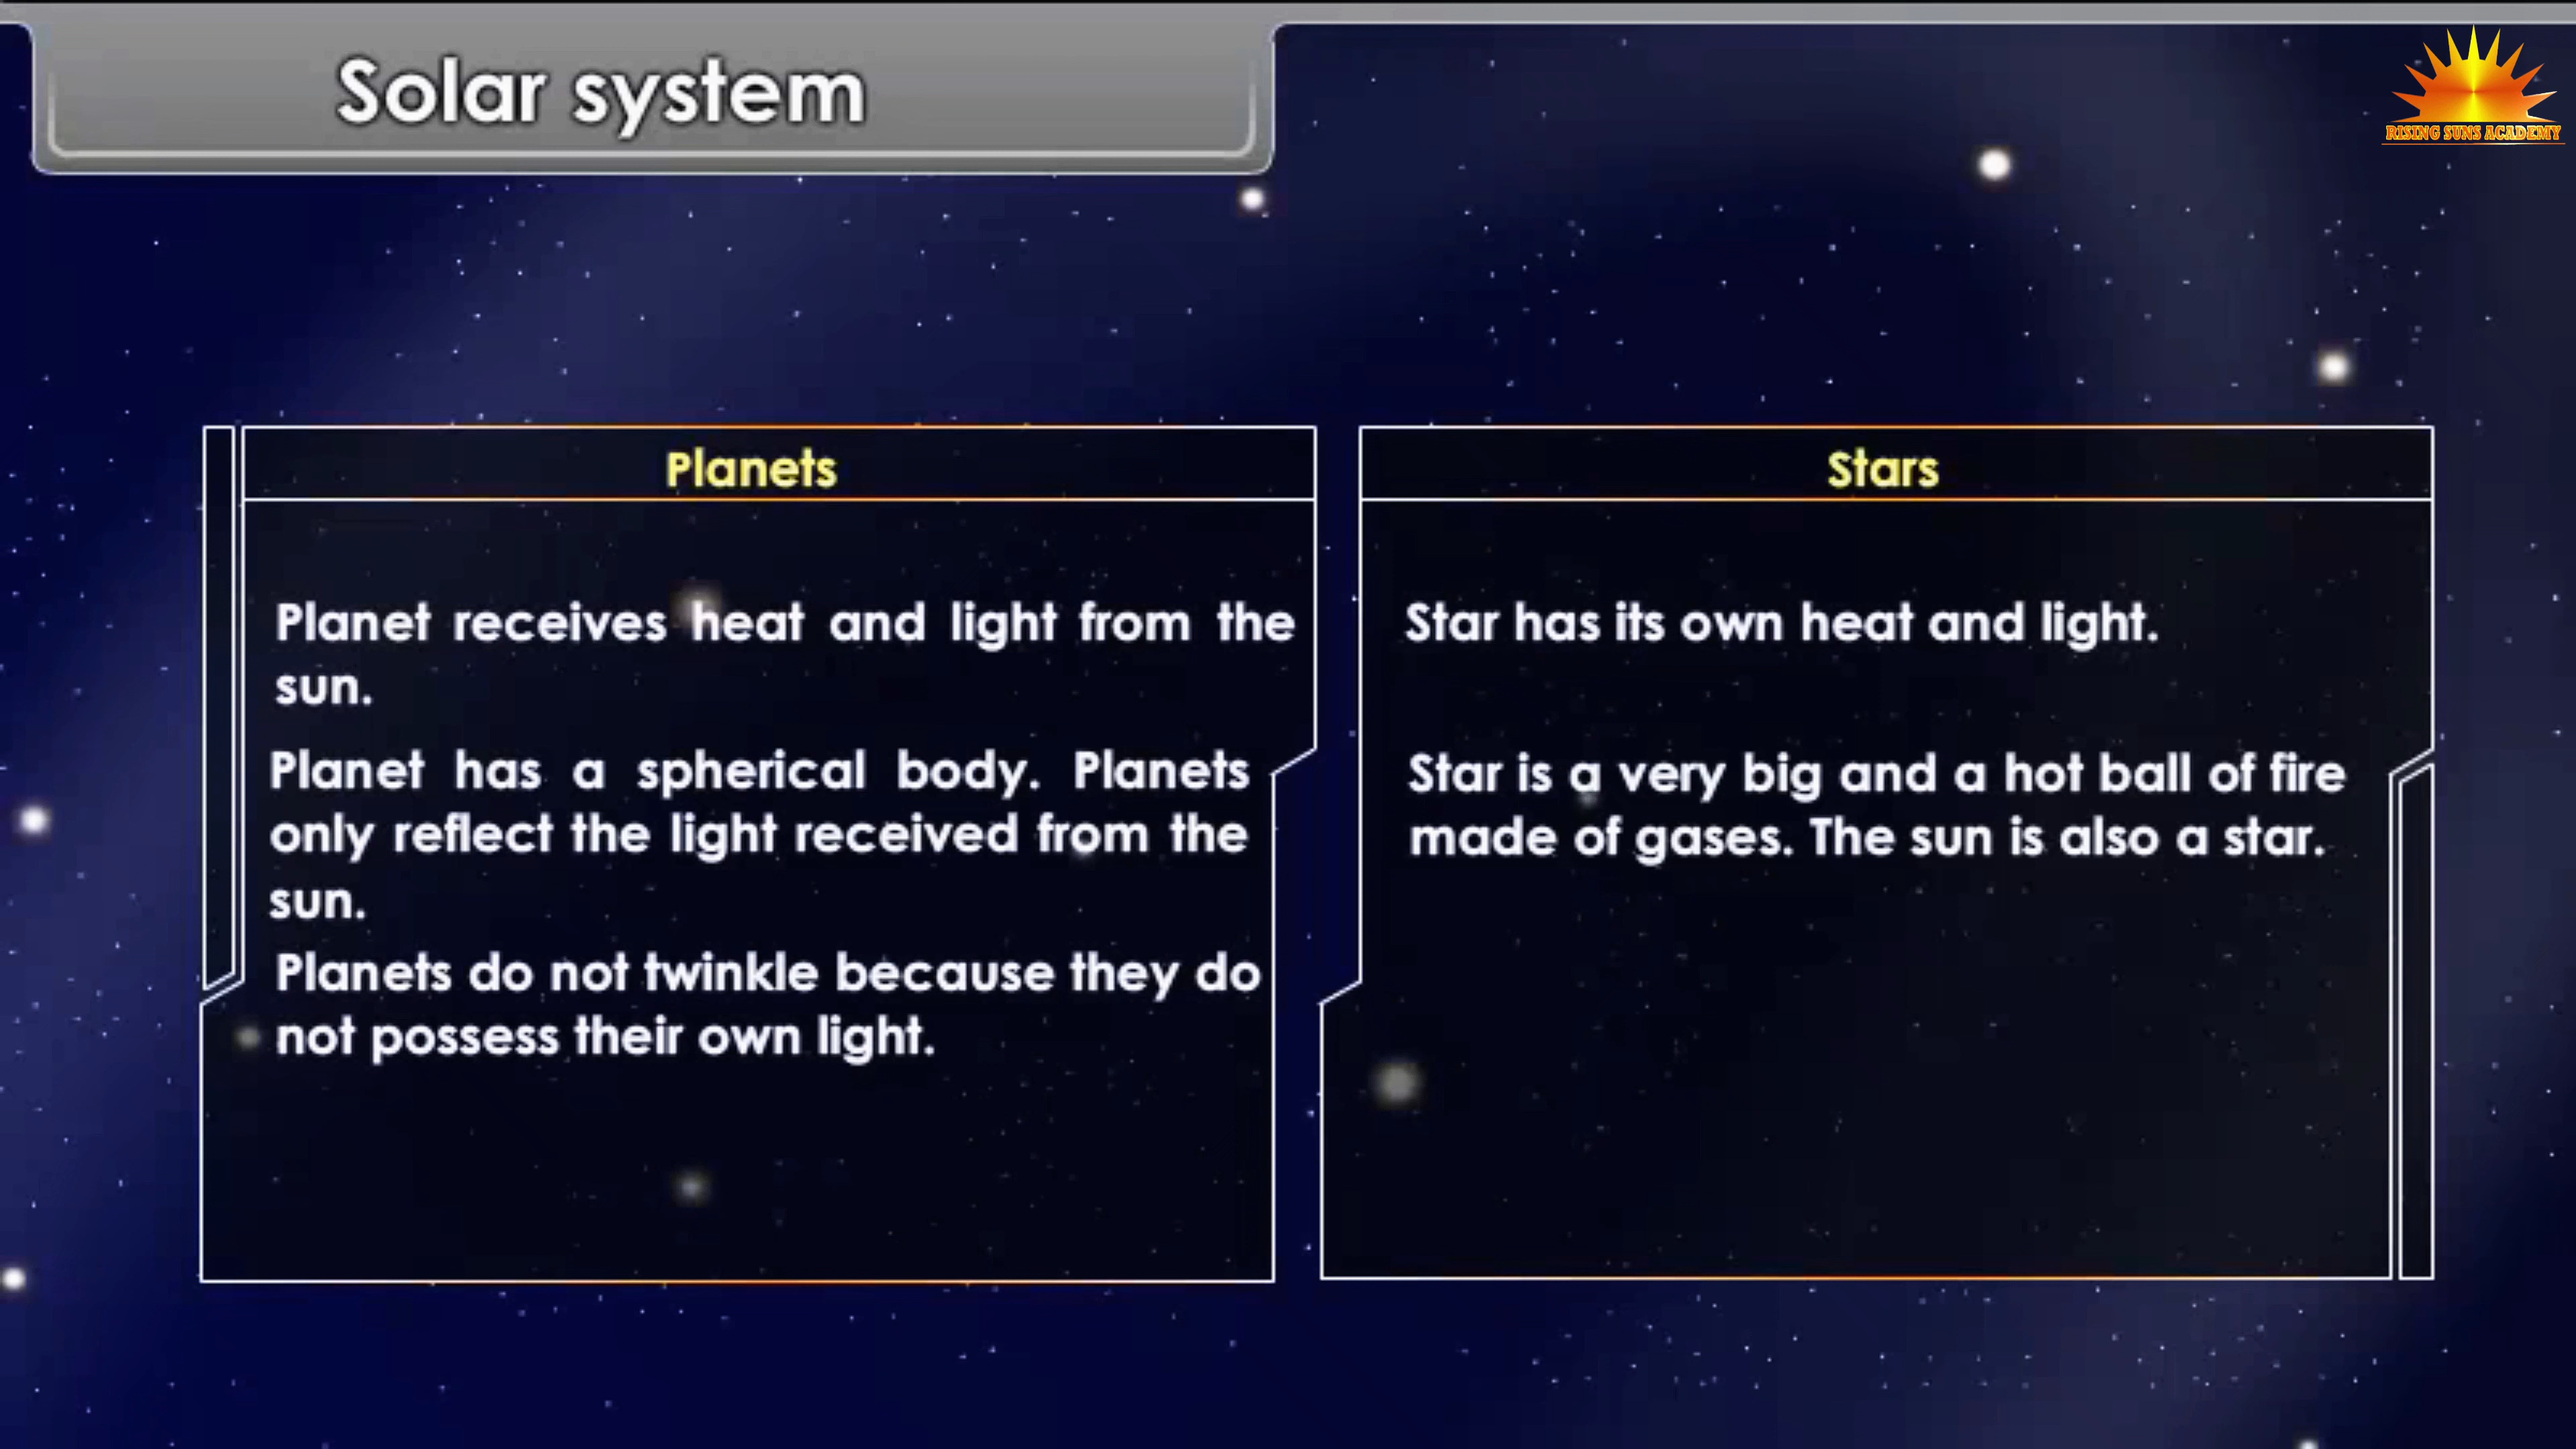 Solar system
RISING SUNS ACADEMY
Planets
Planet receives heat and light from the
sun.
Planet has a spherical body. Planets
only reflect the light received from the
sun.
Planets do not twinkle because they do
not possess their own light.
Stars
Star has its own heat and light.
Star is a very big and a hot ball of fire
made of gases. The sun is also a star.